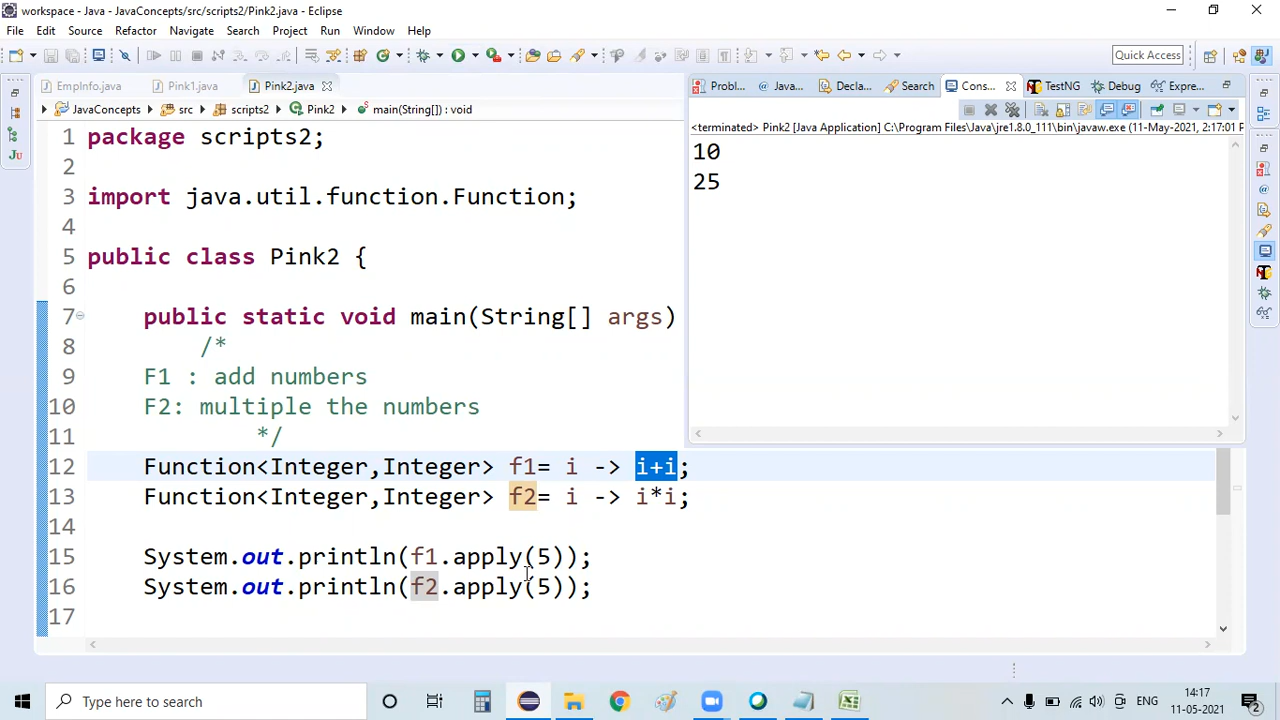 workspace - Java - JavaConcepts/src/scripts2/Pink2.java - Eclipse
File Edit Source Refactor Navigate Search Project Run Window Help
Quick Access
EmpInfo.java Pink1.java Pink2.java
JavaConcepts src scripts2 Pink2 main(String[]) : void
1 package scripts2;
2
3 import java.util.function.Function;
4
5 public class Pink2 {
6
7 public static void main(String[] args)
8 /*
9 F1 : add numbers
10 F2: multiple the numbers
11 */
12 Function<Integer,Integer> f1= i -> i+i;
13 Function<Integer,Integer> f2= i -> i*i;
14
15 System.out.println(f1.apply(5));
16 System.out.println(f2.apply(5));
17
Probl... Java... Decla... Search Cons... TestNG Debug Expre...
<terminated> Pink2 [Java Application] C:\Program Files\Java\jre1.8.0_111\bin\javaw.exe (11-May-2021, 2:17:01 P
10
25
Type here to search
ENG
14:17
11-05-2021
2